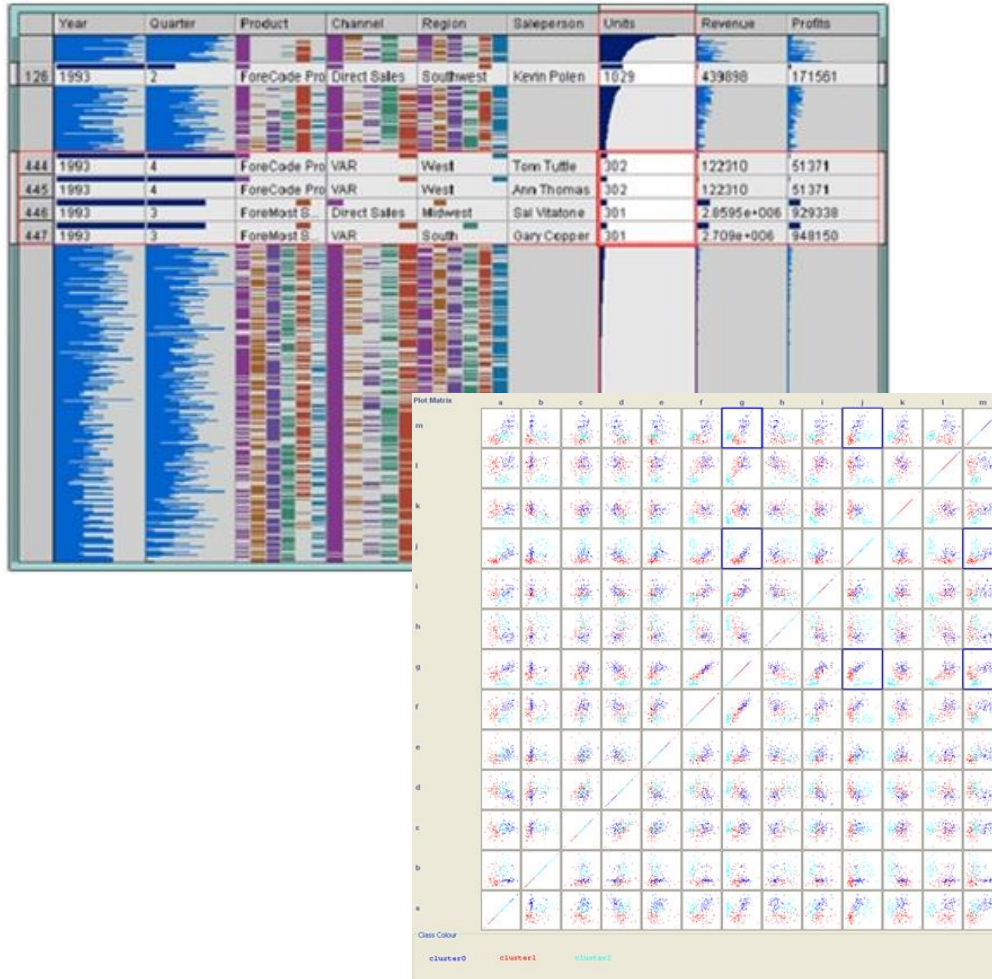 Year Quarter Product Channel Region Saleperson Units Revenue Profits
126 1993 2 ForeCode Pro Direct Sales Southwest Kevin Polen 1029 439898 171561
444 1993 4 ForeCode Pro VAR West Tom Tuttle 302 122310 51371
445 1993 4 ForeCode Pro VAR West Ann Thomas 302 122310 51371
446 1993 3 ForeMost S... Direct Sales Midwest Sal Vitatone 301 2.8595e+006 929338
447 1993 3 ForeMost S... VAR South Gary Copper 301 2.709e+006 948150
Plot Matrix a b c d e f g h i j k l m
m
l
k
j
i
h
g
f
e
d
c
b
a
Class Colour
cluster0 cluster1 cluster2